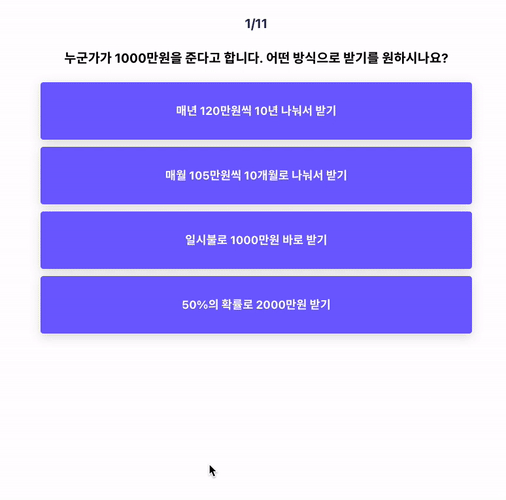 1/11
누군가가 1000만원을 준다고 합니다. 어떤 방식으로 받기를 원하시나요?
매년 120만원씩 10년 나눠서 받기
매월 105만원씩 10개월로 나눠서 받기
일시불로 1000만원 바로 받기
50%의 확률로 2000만원 받기